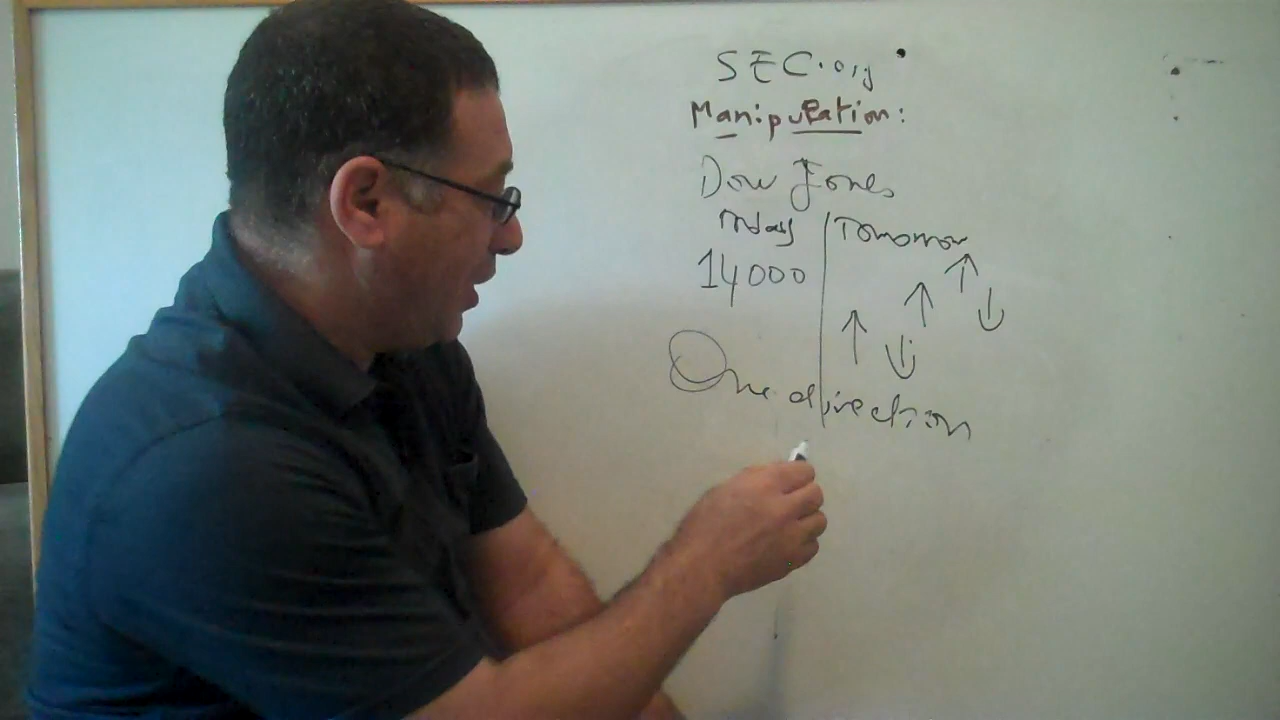 SEC.org
Manipulation:
Dow Jones
Today | Tomorrow
14000 ↑ ↓ ↑ ↑ ↓
One direction